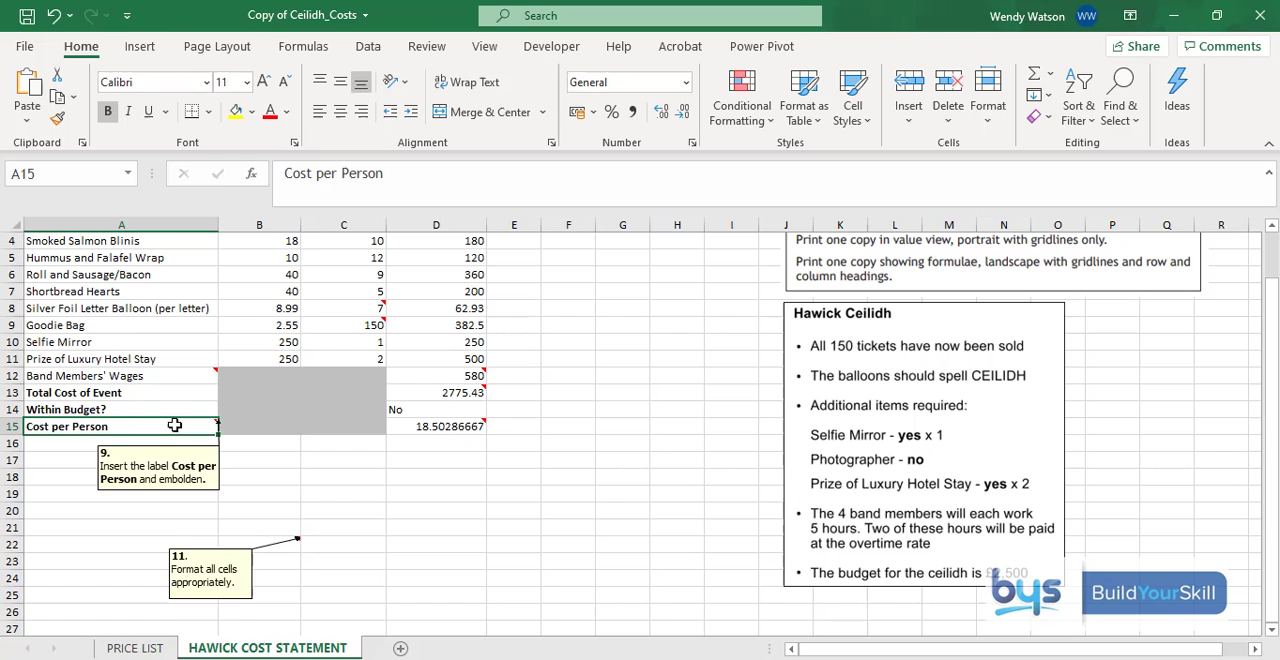 Copy of Ceilidh_Costs
Search
Wendy Watson WW
File Home Insert Page Layout Formulas Data Review View Developer Help Acrobat Power Pivot Share Comments
Paste
Calibri 11
B I U
Wrap Text
Merge & Center
General
Conditional Formatting
Format as Table
Cell Styles
Insert Delete Format
Sort & Filter
Find & Select
Ideas
Clipboard Font Alignment Number Styles Cells Editing Ideas
A15 fx Cost per Person
A B C D E F G H I J K L M N O P Q R
4 Smoked Salmon Blinis 18 10 180
5 Hummus and Falafel Wrap 10 12 120
6 Roll and Sausage/Bacon 40 9 360
7 Shortbread Hearts 40 5 200
8 Silver Foil Letter Balloon (per letter) 8.99 7 62.93
9 Goodie Bag 2.55 150 382.5
10 Selfie Mirror 250 1 250
11 Prize of Luxury Hotel Stay 250 2 500
12 Band Members' Wages 580
13 Total Cost of Event 2775.43
14 Within Budget? No
15 Cost per Person 18.50286667
16
17
18
19
20
21
22
23
24
25
26
27
9.
Insert the label Cost per
Person and embolden.
11.
Format all cells
appropriately.
Print one copy in value view, portrait with gridlines only.
Print one copy showing formulae, landscape with gridlines and row and
column headings.
Hawick Ceilidh
• All 150 tickets have now been sold
• The balloons should spell CEILIDH
• Additional items required:
Selfie Mirror - yes x 1
Photographer - no
Prize of Luxury Hotel Stay - yes x 2
• The 4 band members will each work
5 hours. Two of these hours will be paid
at the overtime rate
• The budget for the ceilidh is £2,500
bys BuildYourSkill
PRICE LIST HAWICK COST STATEMENT